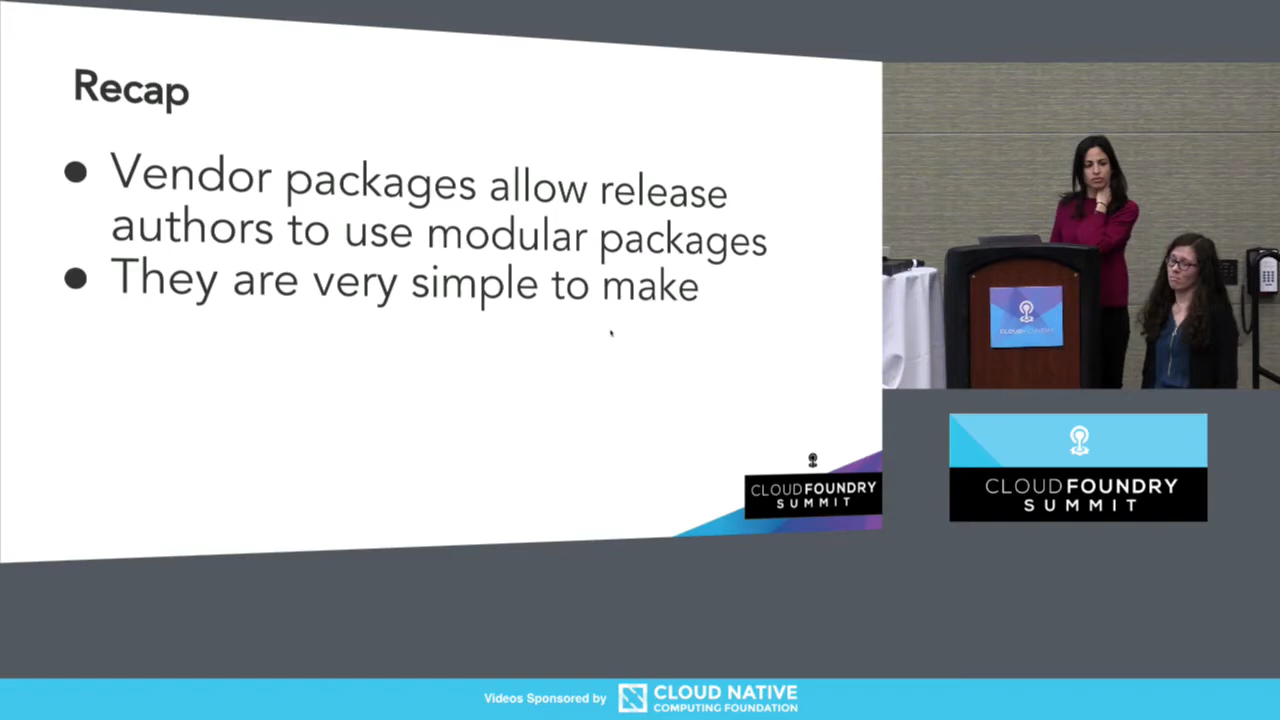 Recap
● Vendor packages allow release
authors to use modular packages
● They are very simple to make
CLOUDFOUNDRY
SUMMIT
CLOUDFOUNDRY
CLOUDFOUNDRY
SUMMIT
Videos Sponsored by
CLOUD NATIVE
COMPUTING FOUNDATION